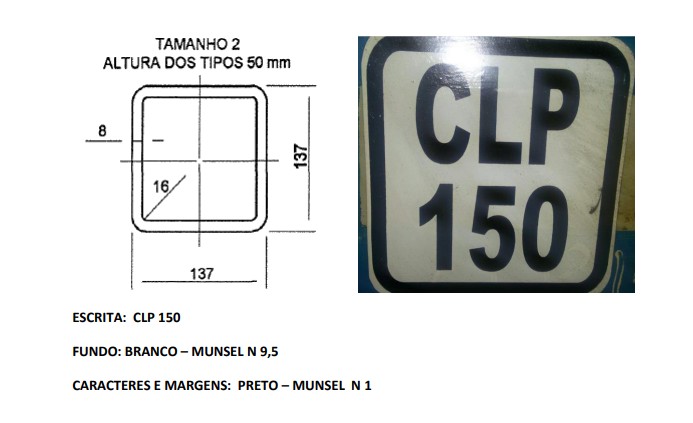 TAMANHO 2
ALTURA DOS TIPOS 50 mm
8
16
137
137
CLP
150
ESCRITA: CLP 150
FUNDO: BRANCO – MUNSEL N 9,5
CARACTERES E MARGENS: PRETO – MUNSEL N 1